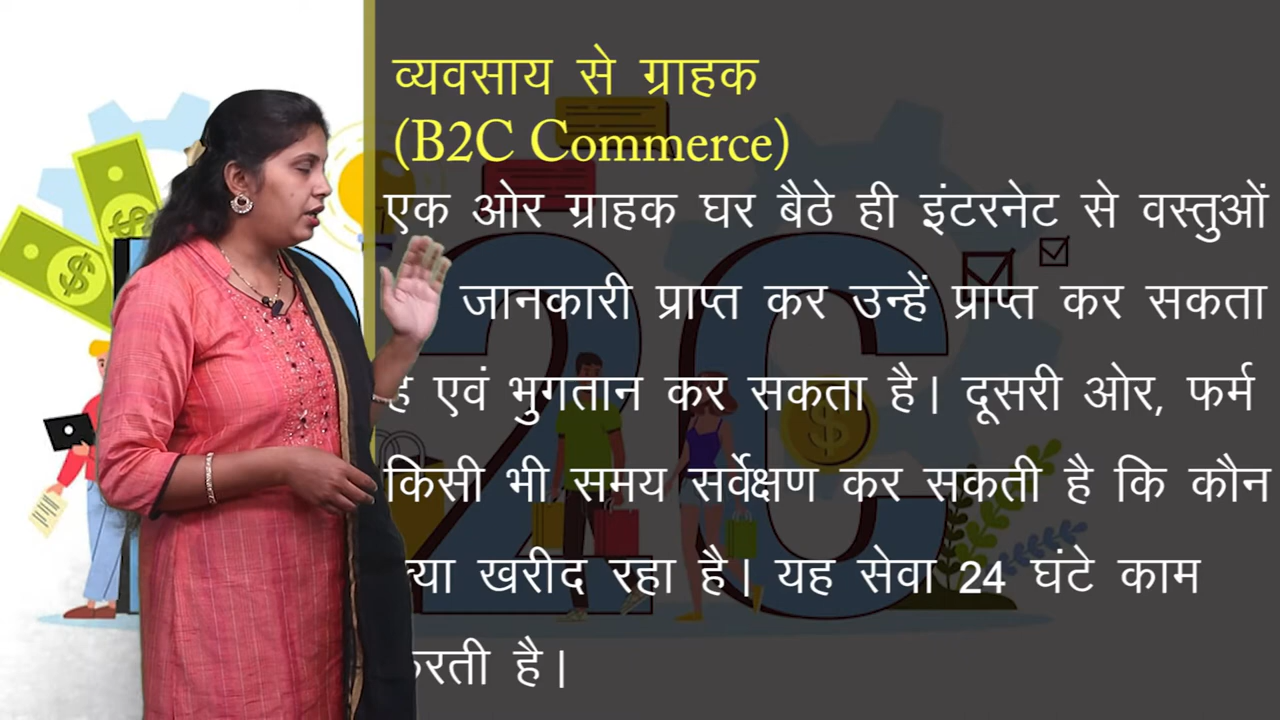 व्यवसाय से ग्राहक
(B2C Commerce)
एक ओर ग्राहक घर बैठे ही इंटरनेट से वस्तुओं
जानकारी प्राप्त कर उन्हें प्राप्त कर सकता
है एवं भुगतान कर सकता है। दूसरी ओर, फर्म
किसी भी समय सर्वेक्षण कर सकती है कि कौन
क्या खरीद रहा है। यह सेवा 24 घंटे काम
करती है।